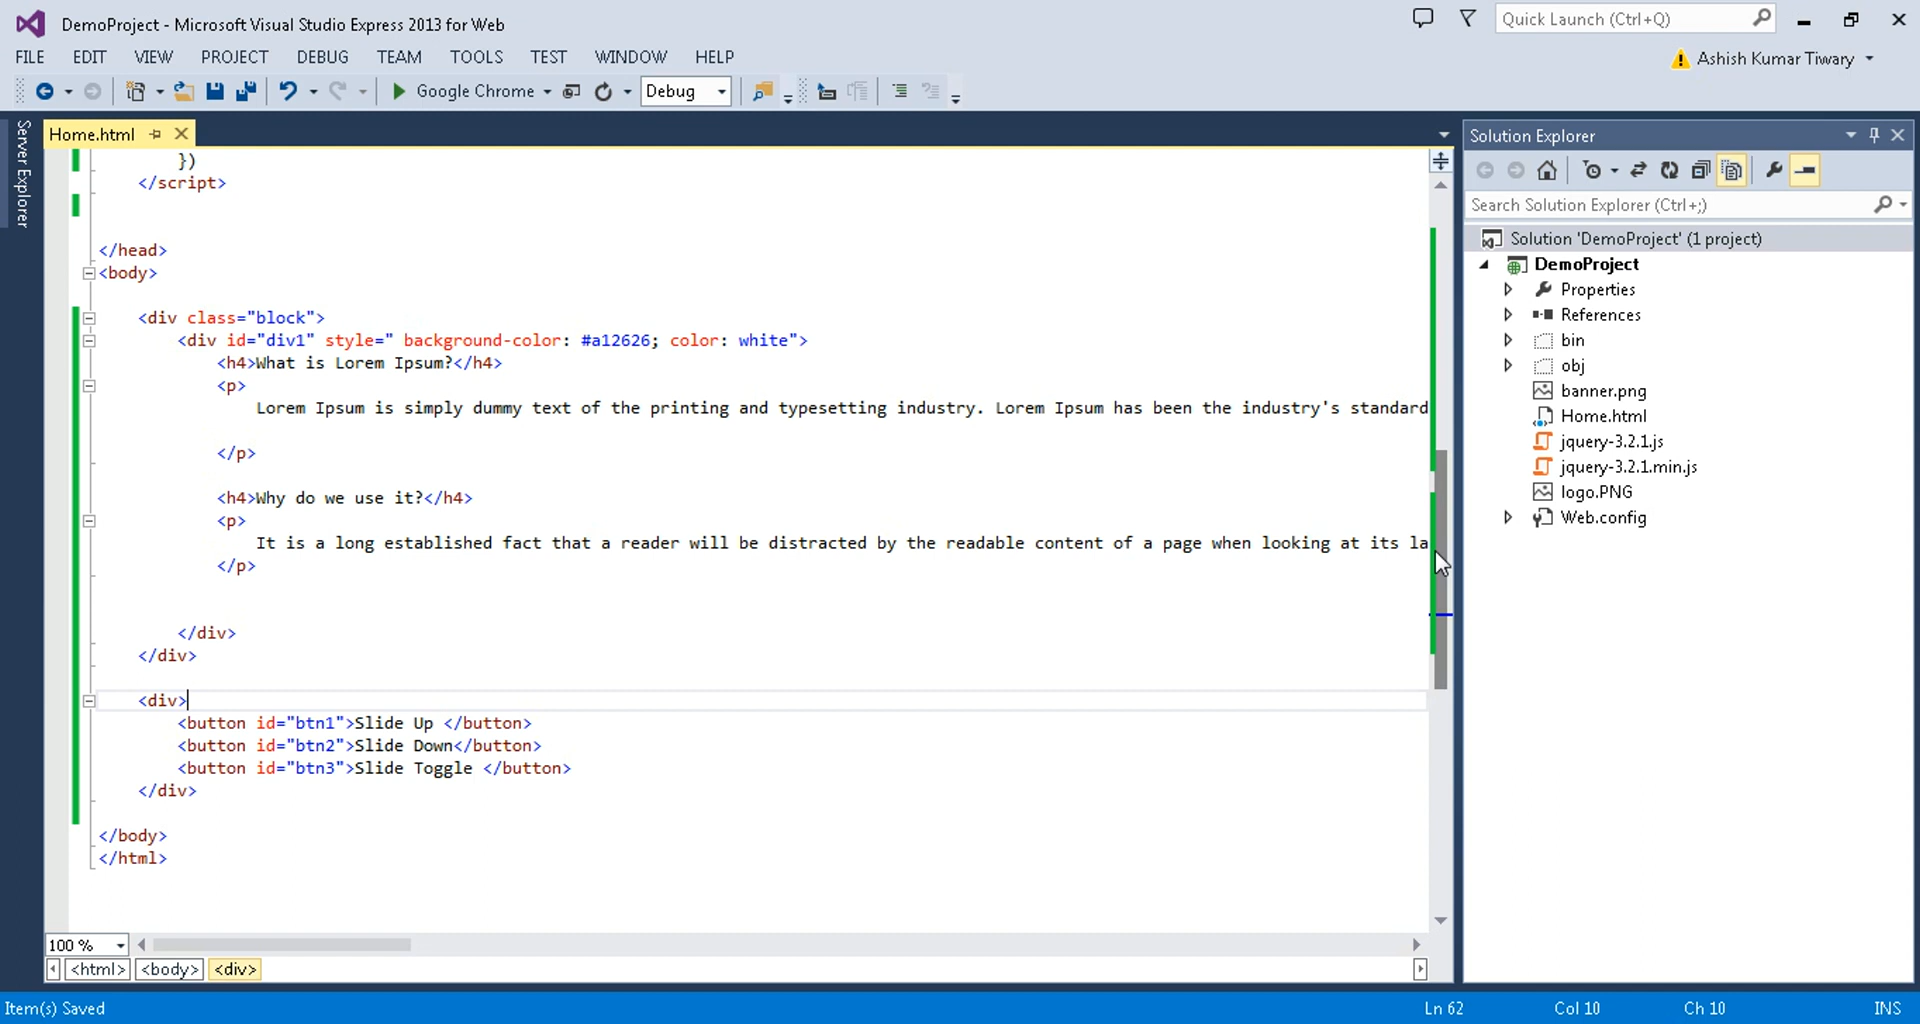 DemoProject - Microsoft Visual Studio Express 2013 for Web
Quick Launch (Ctrl+Q)
FILE EDIT VIEW PROJECT DEBUG TEAM TOOLS TEST WINDOW HELP
Ashish Kumar Tiwary
Google Chrome Debug
Server Explorer
Home.html
})
</script>
</head>
<body>
<div class="block">
<div id="div1" style=" background-color: #a12626; color: white">
<h4>What is Lorem Ipsum?</h4>
<p>
Lorem Ipsum is simply dummy text of the printing and typesetting industry. Lorem Ipsum has been the industry's standard
</p>
<h4>Why do we use it?</h4>
<p>
It is a long established fact that a reader will be distracted by the readable content of a page when looking at its la
</p>
</div>
</div>
<div>
<button id="btn1">Slide Up </button>
<button id="btn2">Slide Down</button>
<button id="btn3">Slide Toggle </button>
</div>
</body>
</html>
100 %
<html> <body> <div>
Solution Explorer
Search Solution Explorer (Ctrl+;)
Solution 'DemoProject' (1 project)
DemoProject
Properties
References
bin
obj
banner.png
Home.html
jquery-3.2.1.js
jquery-3.2.1.min.js
logo.PNG
Web.config
Item(s) Saved
Ln 62 Col 10 Ch 10 INS